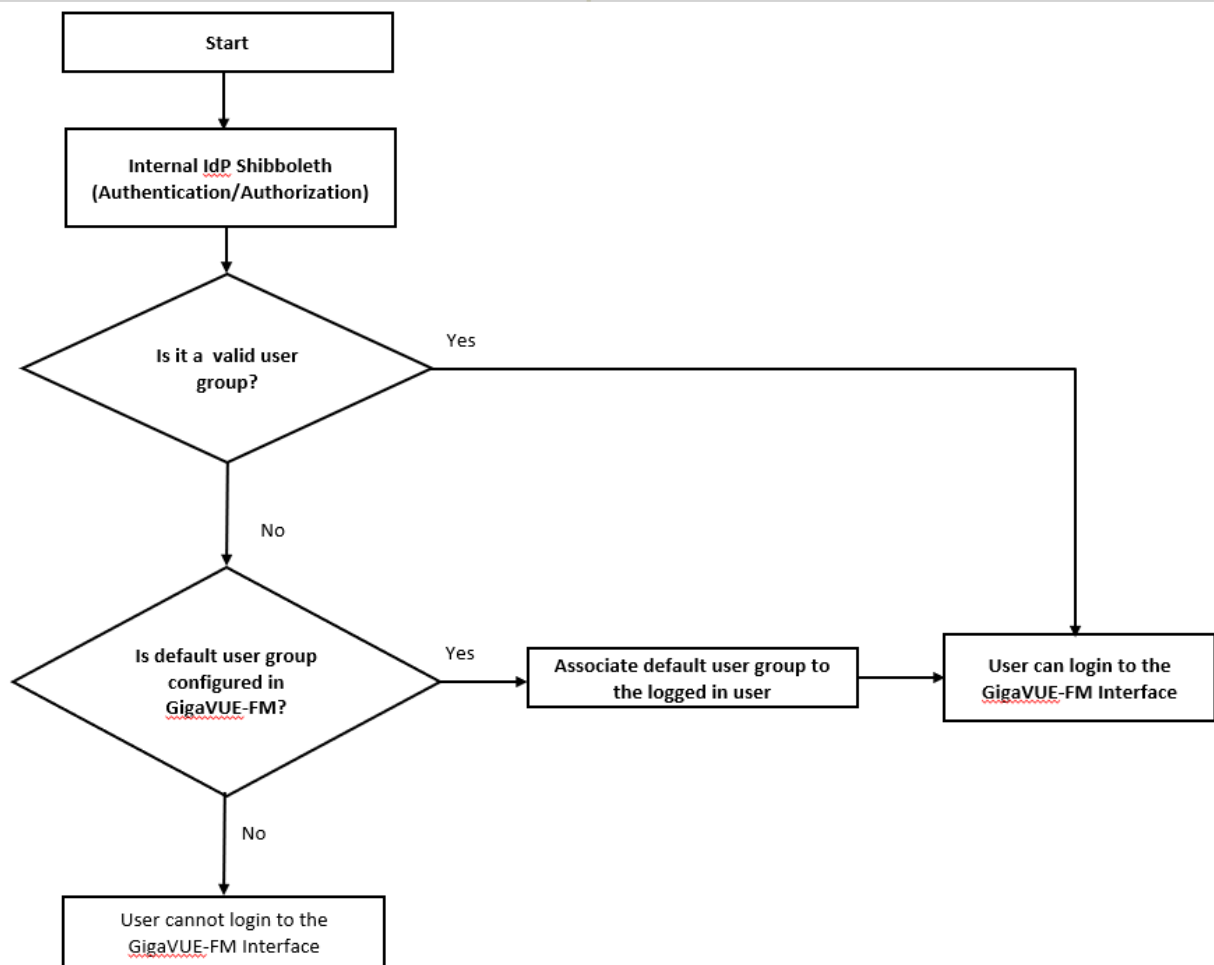 Start
Internal IdP Shibboleth
(Authentication/Authorization)
Is it a  valid user
group?
Yes
No
Is default user group
configured in
GigaVUE-FM?
Yes
Associate default user group to
the logged in user
User can login to the
GigaVUE-FM Interface
No
User cannot login to the
GigaVUE-FM Interface